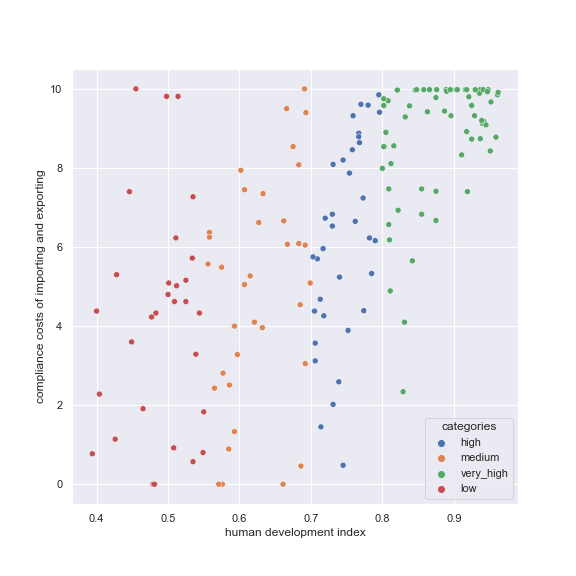 10
8
6
4
2
0
compliance costs of importing and exporting
0.4 0.5 0.6 0.7 0.8 0.9
human development index
categories
high
medium
very_high
low